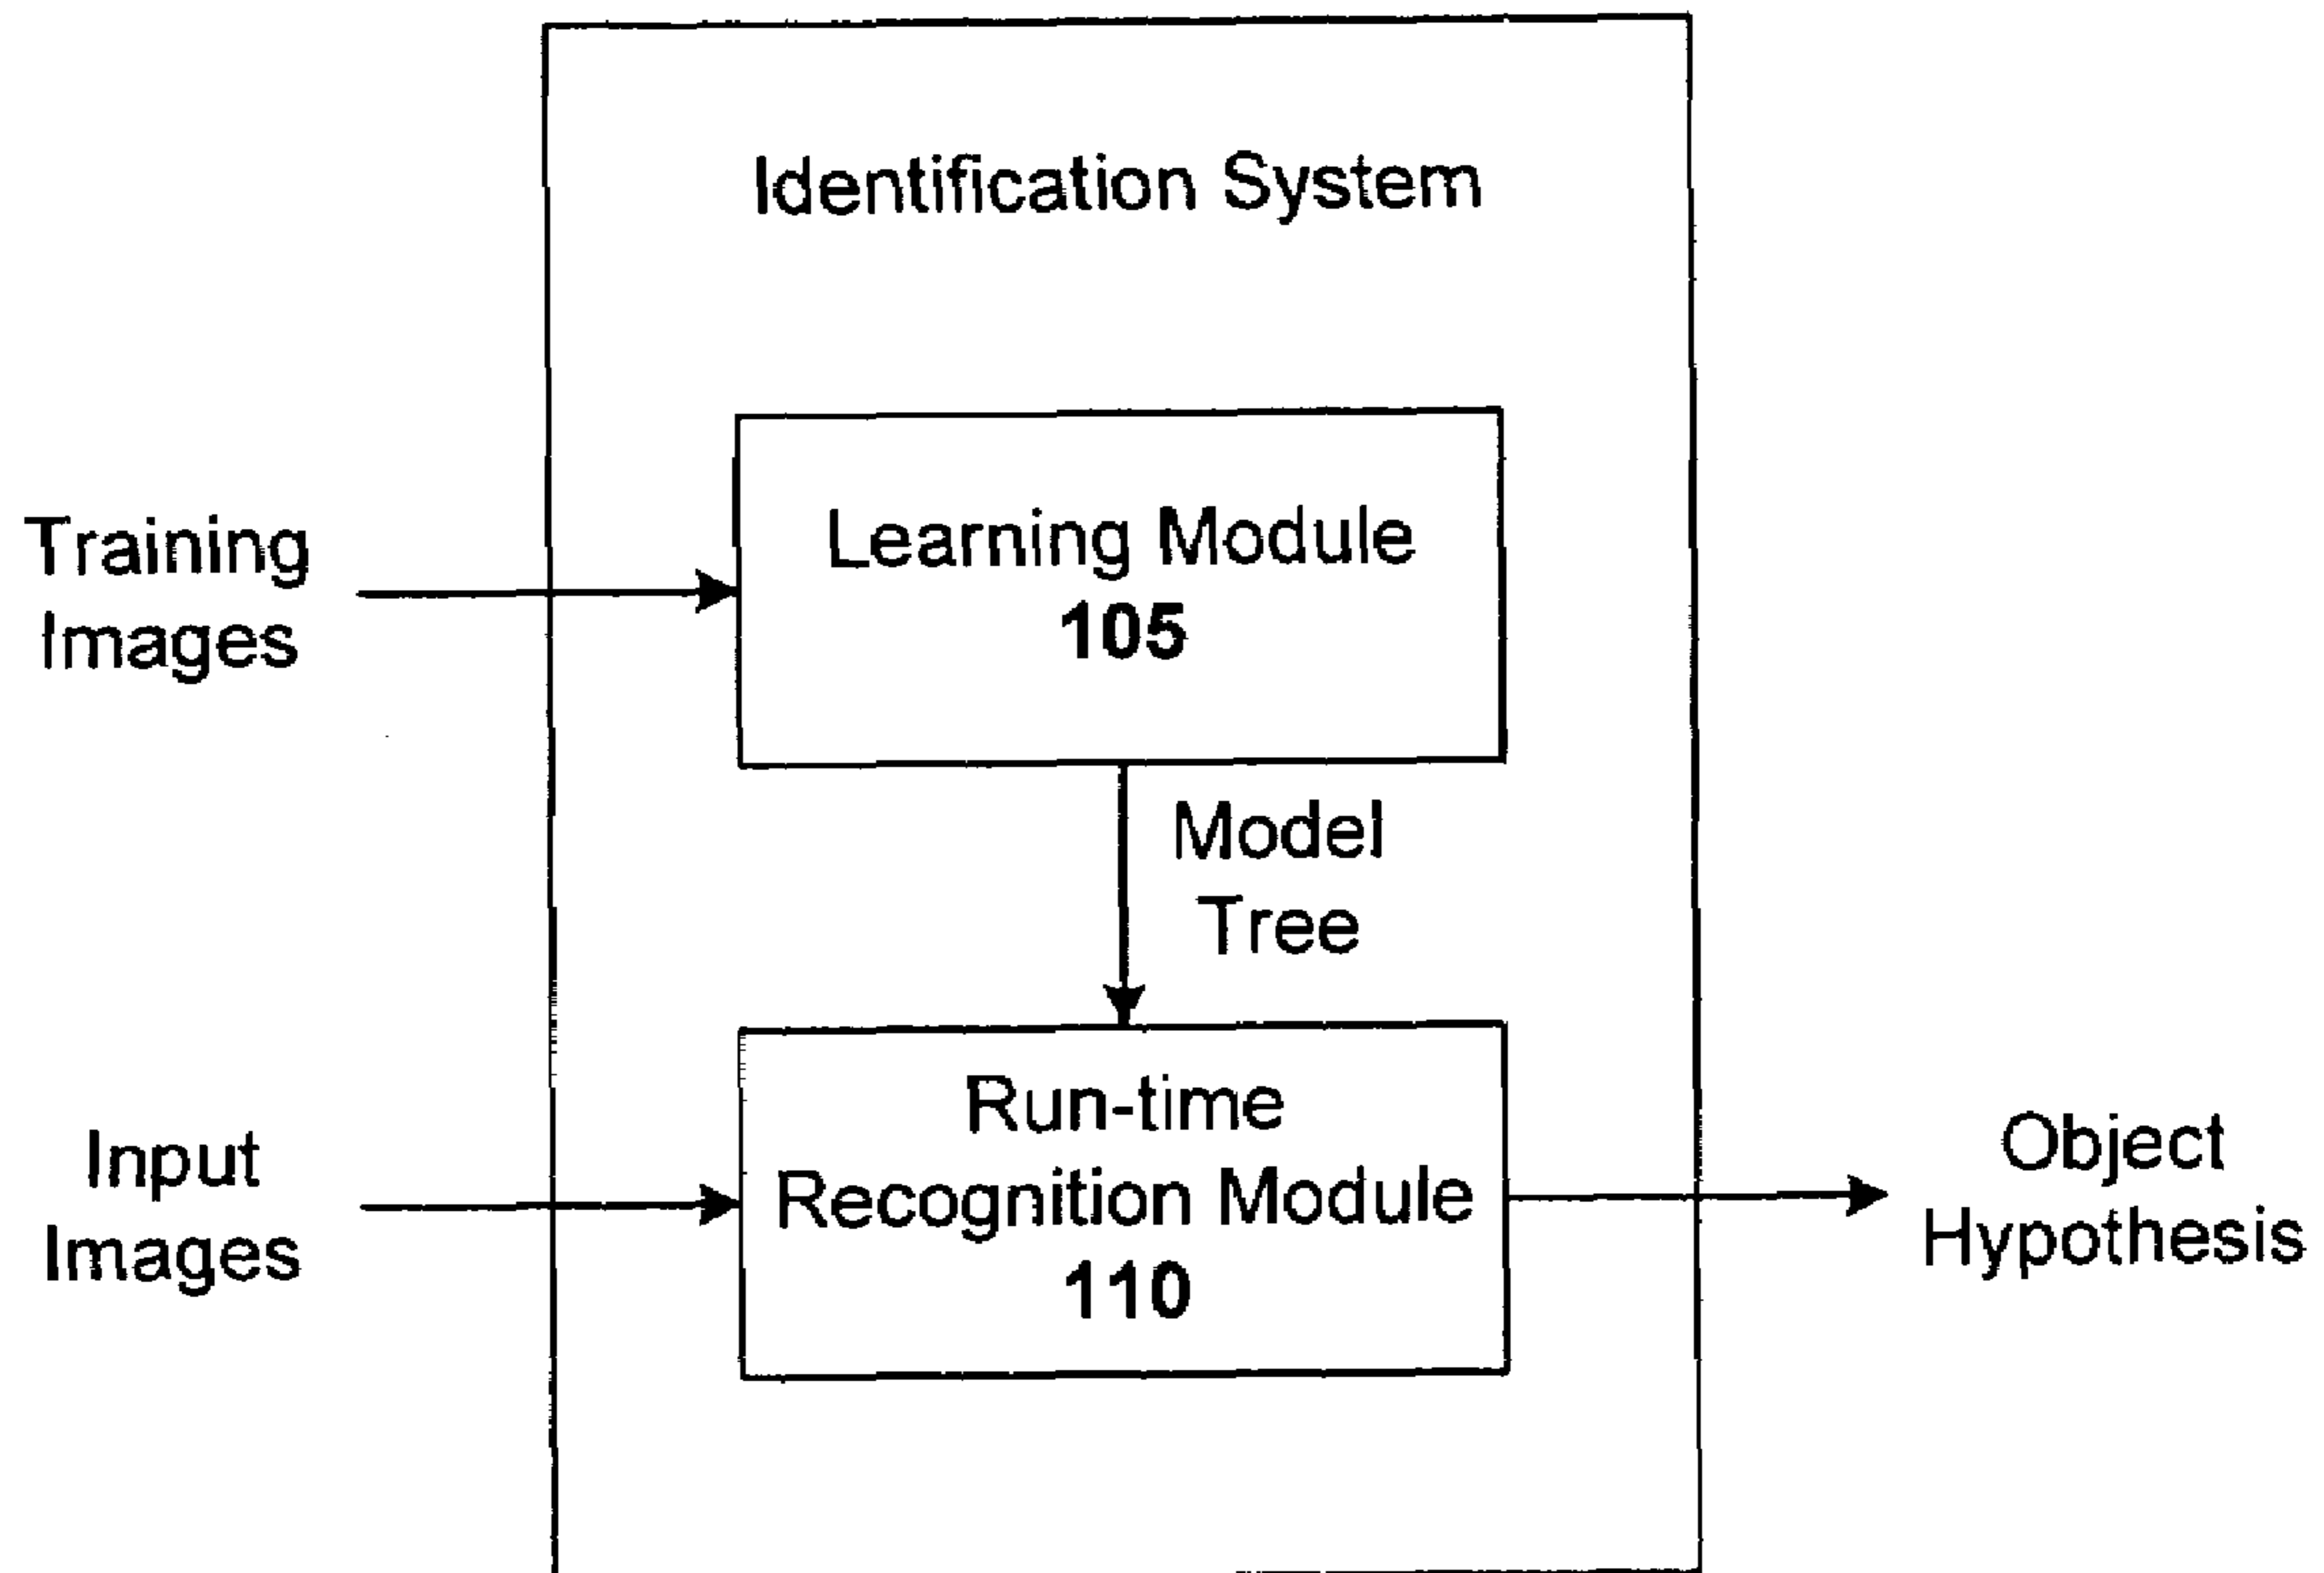 Identification System
Training
Images
Learning Module
105
Model
Tree
Input
Images
Run-time
Recognition Module
110
Object
Hypothesis